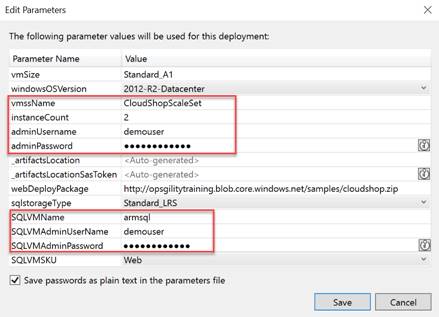 Edit Parameters
The following parameter values will be used for this deployment:
Parameter Name Value
vmSize Standard_A1
windowsOSVersion 2012-R2-Datacenter
vmssName CloudShopScaleSet
instanceCount 2
adminUsername demouser
adminPassword ●●●●●●●●●●●●
_artifactsLocation <Auto-generated>
_artifactsLocationSasToken <Auto-generated>
webDeployPackage http://opsgilitytraining.blob.core.windows.net/samples/cloudshop.zip
sqlstorageType Standard_LRS
SQLVMName armsql
SQLVMAdminUserName demouser
SQLVMAdminPassword ●●●●●●●●●●●●
SQLVMSKU Web
Save passwords as plain text in the parameters file
Save Cancel